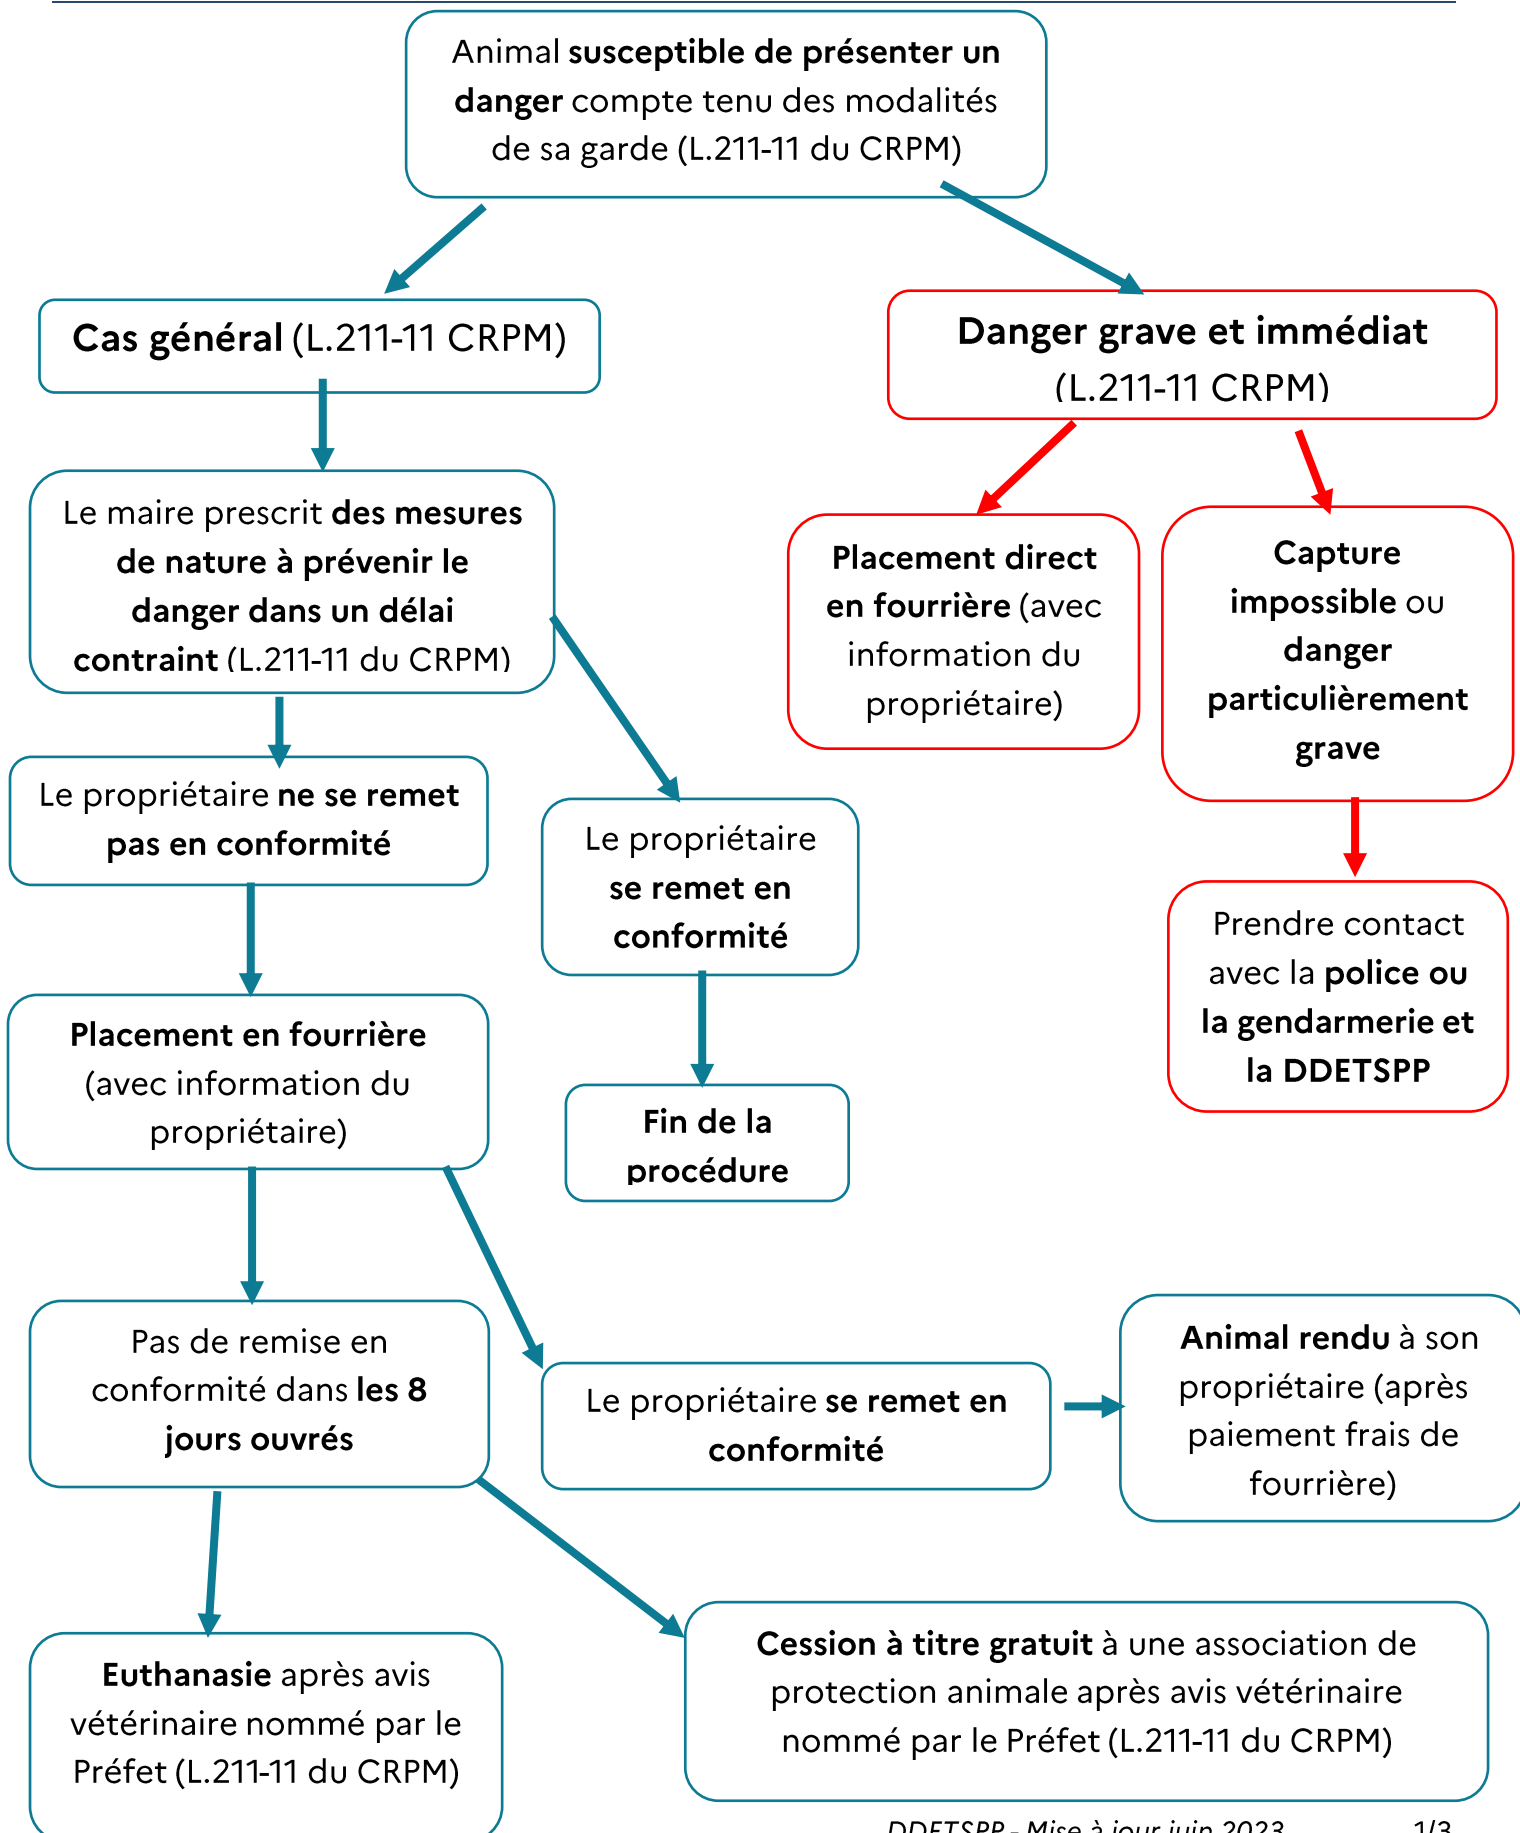 Animal susceptible de présenter un
danger compte tenu des modalités
de sa garde (L.211-11 du CRPM)
Cas général (L.211-11 CRPM)
Danger grave et immédiat
(L.211-11 CRPM)
Le maire prescrit des mesures
de nature à prévenir le
danger dans un délai
contraint (L.211-11 du CRPM)
Placement direct
en fourrière (avec
information du
propriétaire)
Capture
impossible ou
danger
particulièrement
grave
Le propriétaire ne se remet
pas en conformité
Le propriétaire
se remet en
conformité
Prendre contact
avec la police ou
la gendarmerie et
la DDETSPP
Placement en fourrière
(avec information du
propriétaire)
Fin de la
procédure
Pas de remise en
conformité dans les 8
jours ouvrés
Le propriétaire se remet en
conformité
Animal rendu à son
propriétaire (après
paiement frais de
fourrière)
Euthanasie après avis
vétérinaire nommé par le
Préfet (L.211-11 du CRPM)
Cession à titre gratuit à une association de
protection animale après avis vétérinaire
nommé par le Préfet (L.211-11 du CRPM)
DDETSPP - Mise à jour juin 2023 1/3